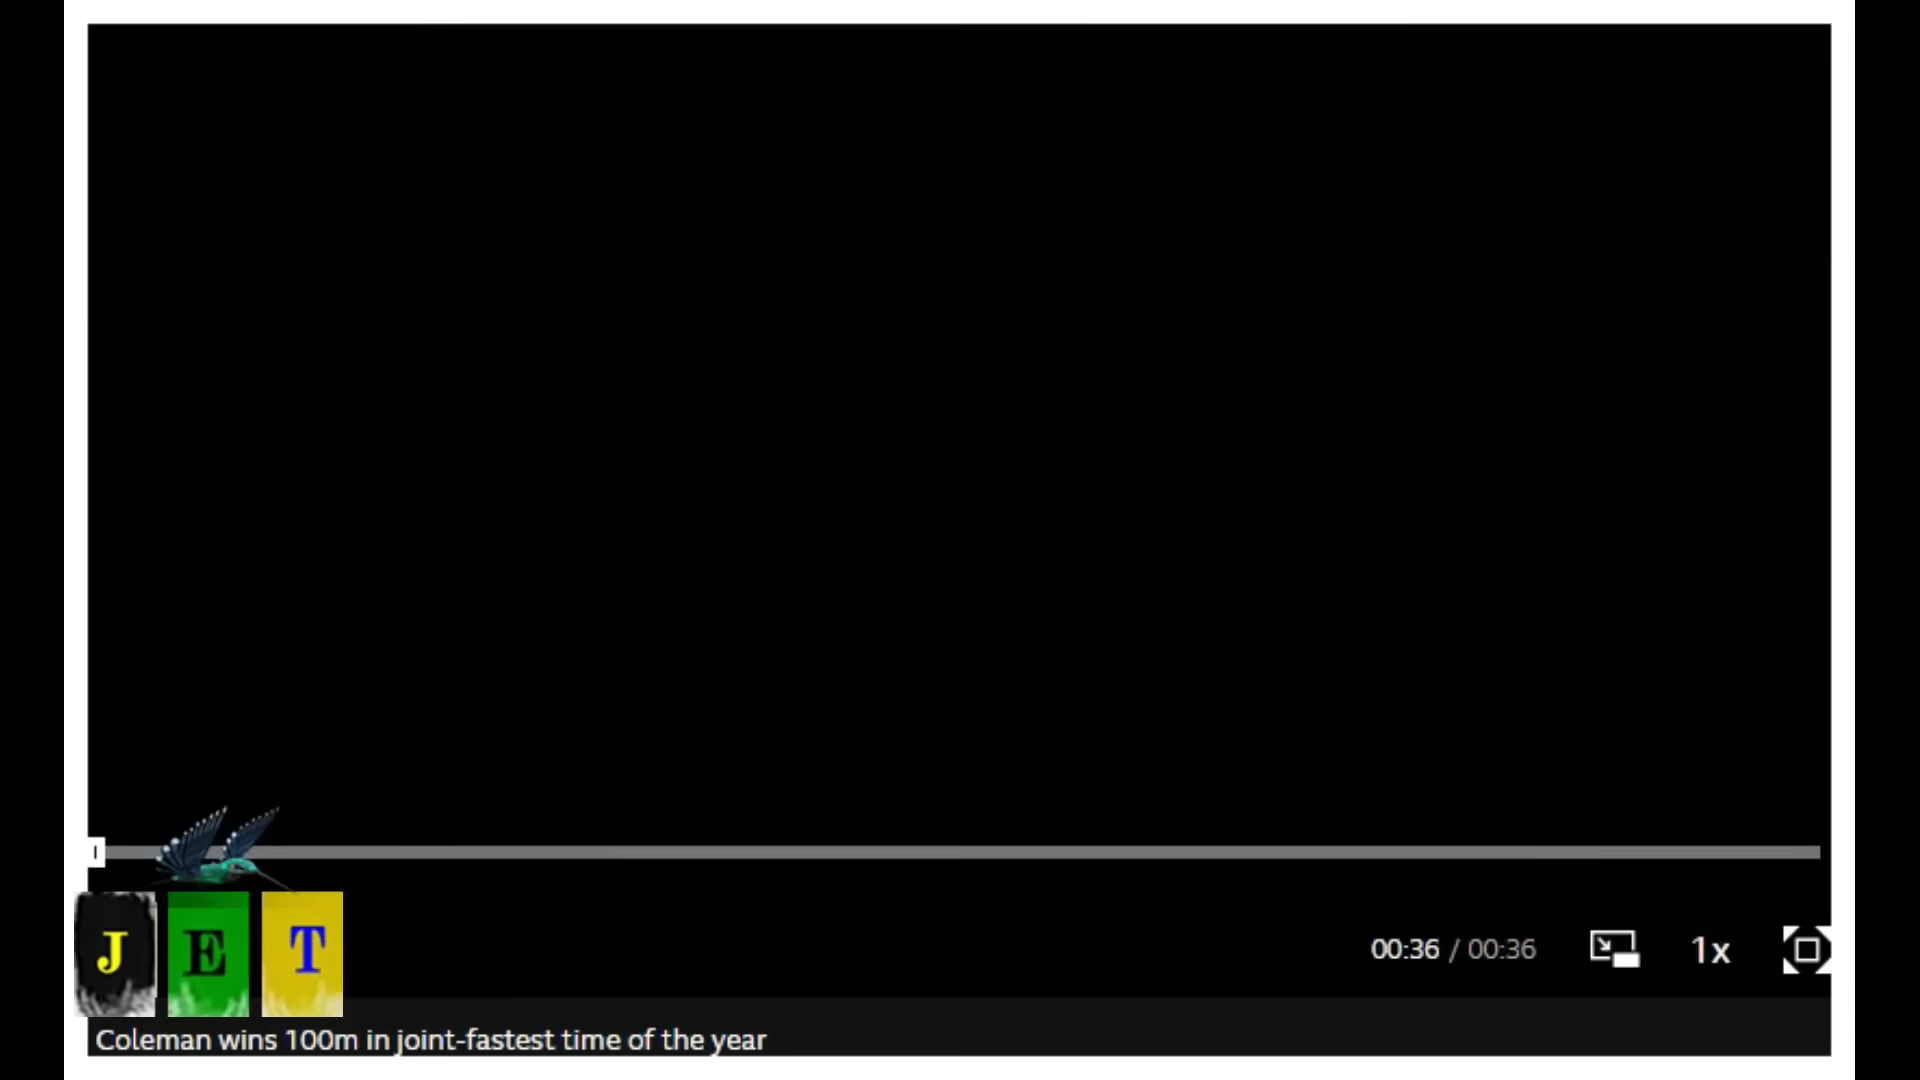 J E T
00:36 / 00:36
1x
Coleman wins 100m in joint-fastest time of the year